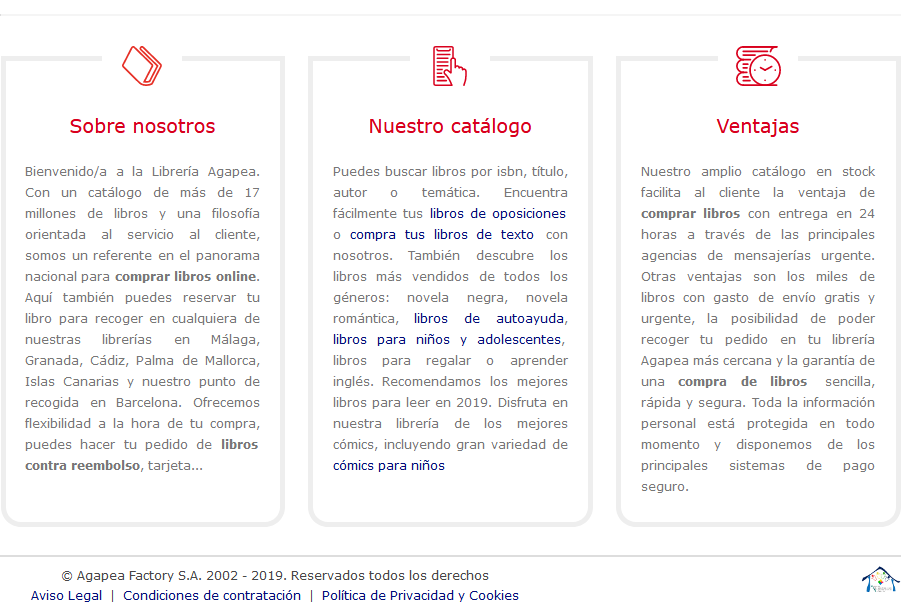 Sobre nosotros
Bienvenido/a a la Librería Agapea.
Con un catálogo de más de 17
millones de libros y una filosofía
orientada al servicio al cliente,
somos un referente en el panorama
nacional para comprar libros online.
Aquí también puedes reservar tu
libro para recoger en cualquiera de
nuestras librerías en Málaga,
Granada, Cádiz, Palma de Mallorca,
Islas Canarias y nuestro punto de
recogida en Barcelona. Ofrecemos
flexibilidad a la hora de tu compra,
puedes hacer tu pedido de libros
contra reembolso, tarjeta...
Nuestro catálogo
Puedes buscar libros por isbn, título,
autor o temática. Encuentra
fácilmente tus libros de oposiciones
o compra tus libros de texto con
nosotros. También descubre los
libros más vendidos de todos los
géneros: novela negra, novela
romántica, libros de autoayuda,
libros para niños y adolescentes,
libros para regalar o aprender
inglés. Recomendamos los mejores
libros para leer en 2019. Disfruta en
nuestra librería de los mejores
cómics, incluyendo gran variedad de
cómics para niños
Ventajas
Nuestro amplio catálogo en stock
facilita al cliente la ventaja de
comprar libros con entrega en 24
horas a través de las principales
agencias de mensajerías urgente.
Otras ventajas son los miles de
libros con gasto de envío gratis y
urgente, la posibilidad de poder
recoger tu pedido en tu librería
Agapea más cercana y la garantía de
una compra de libros sencilla,
rápida y segura. Toda la información
personal está protegida en todo
momento y disponemos de los
principales sistemas de pago
seguro.
© Agapea Factory S.A. 2002 - 2019. Reservados todos los derechos
Aviso Legal | Condiciones de contratación | Política de Privacidad y Cookies